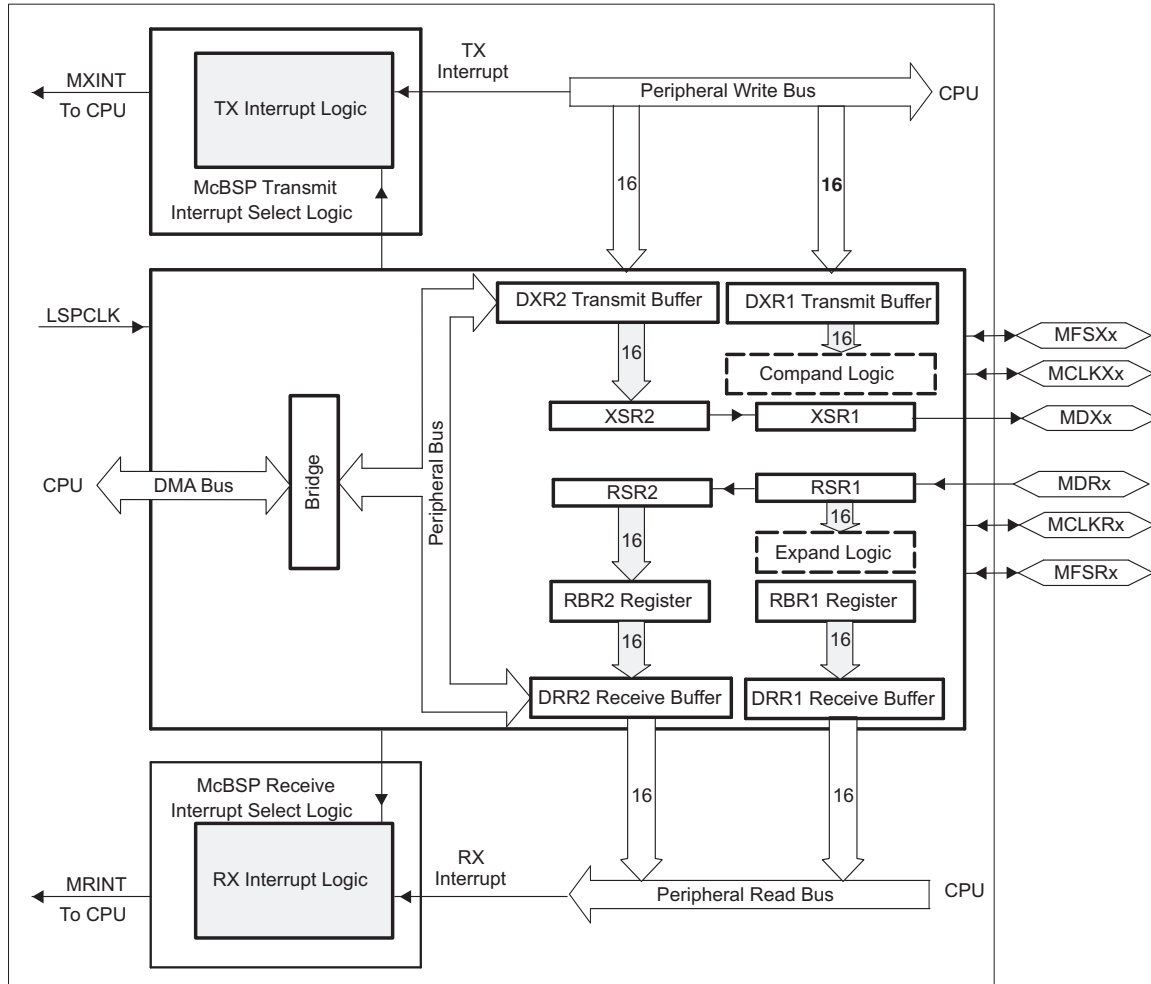 TX
Interrupt
MXINT
To CPU
TX Interrupt Logic
Peripheral Write Bus
CPU
McBSP Transmit
Interrupt Select Logic
16
16
LSPCLK
DXR2 Transmit Buffer
DXR1 Transmit Buffer
16
16
MFSXx
Compand Logic
MCLKXx
XSR2
XSR1
MDXx
CPU
DMA Bus
Bridge
Peripheral Bus
RSR2
RSR1
MDRx
16
16
MCLKRx
Expand Logic
MFSRx
RBR2 Register
RBR1 Register
16
16
DRR2 Receive Buffer
DRR1 Receive Buffer
McBSP Receive
Interrupt Select Logic
16
16
RX
Interrupt
MRINT
To CPU
RX Interrupt Logic
Peripheral Read Bus
CPU